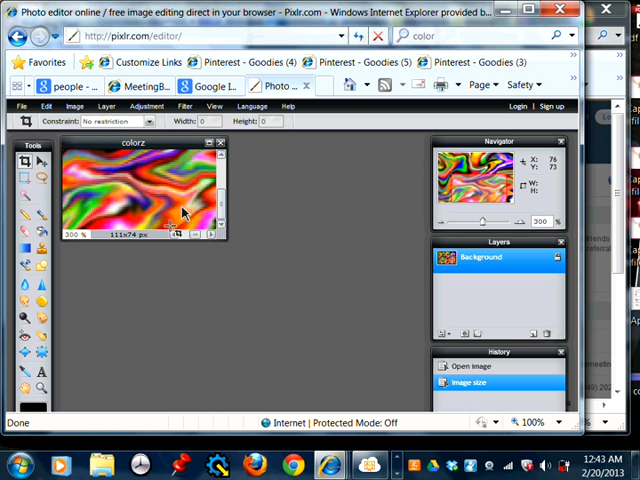 Photo editor online / free image editing direct in your browser - Pixlr.com - Windows Internet Explorer provided b...
http://pixlr.com/editor/
color
Favorites
Customize Links
Pinterest - Goodies (4)
Pinterest - Goodies (5)
Pinterest - Goodies
people - ...
MeetingB...
Google I...
Photo ...
Page
Safety
File Edit Image Layer Adjustment Filter View Language Help
Login | Sign up
Constraint: No restriction Width: 0 Height: 0
Tools
colorz
300 %
111x74 px
Navigator
X: 76
Y: 73
W:
H:
300 %
Layers
Background
History
Open image
Image size
Done
Internet | Protected Mode: Off
100%
12:43 AM
2/20/2013